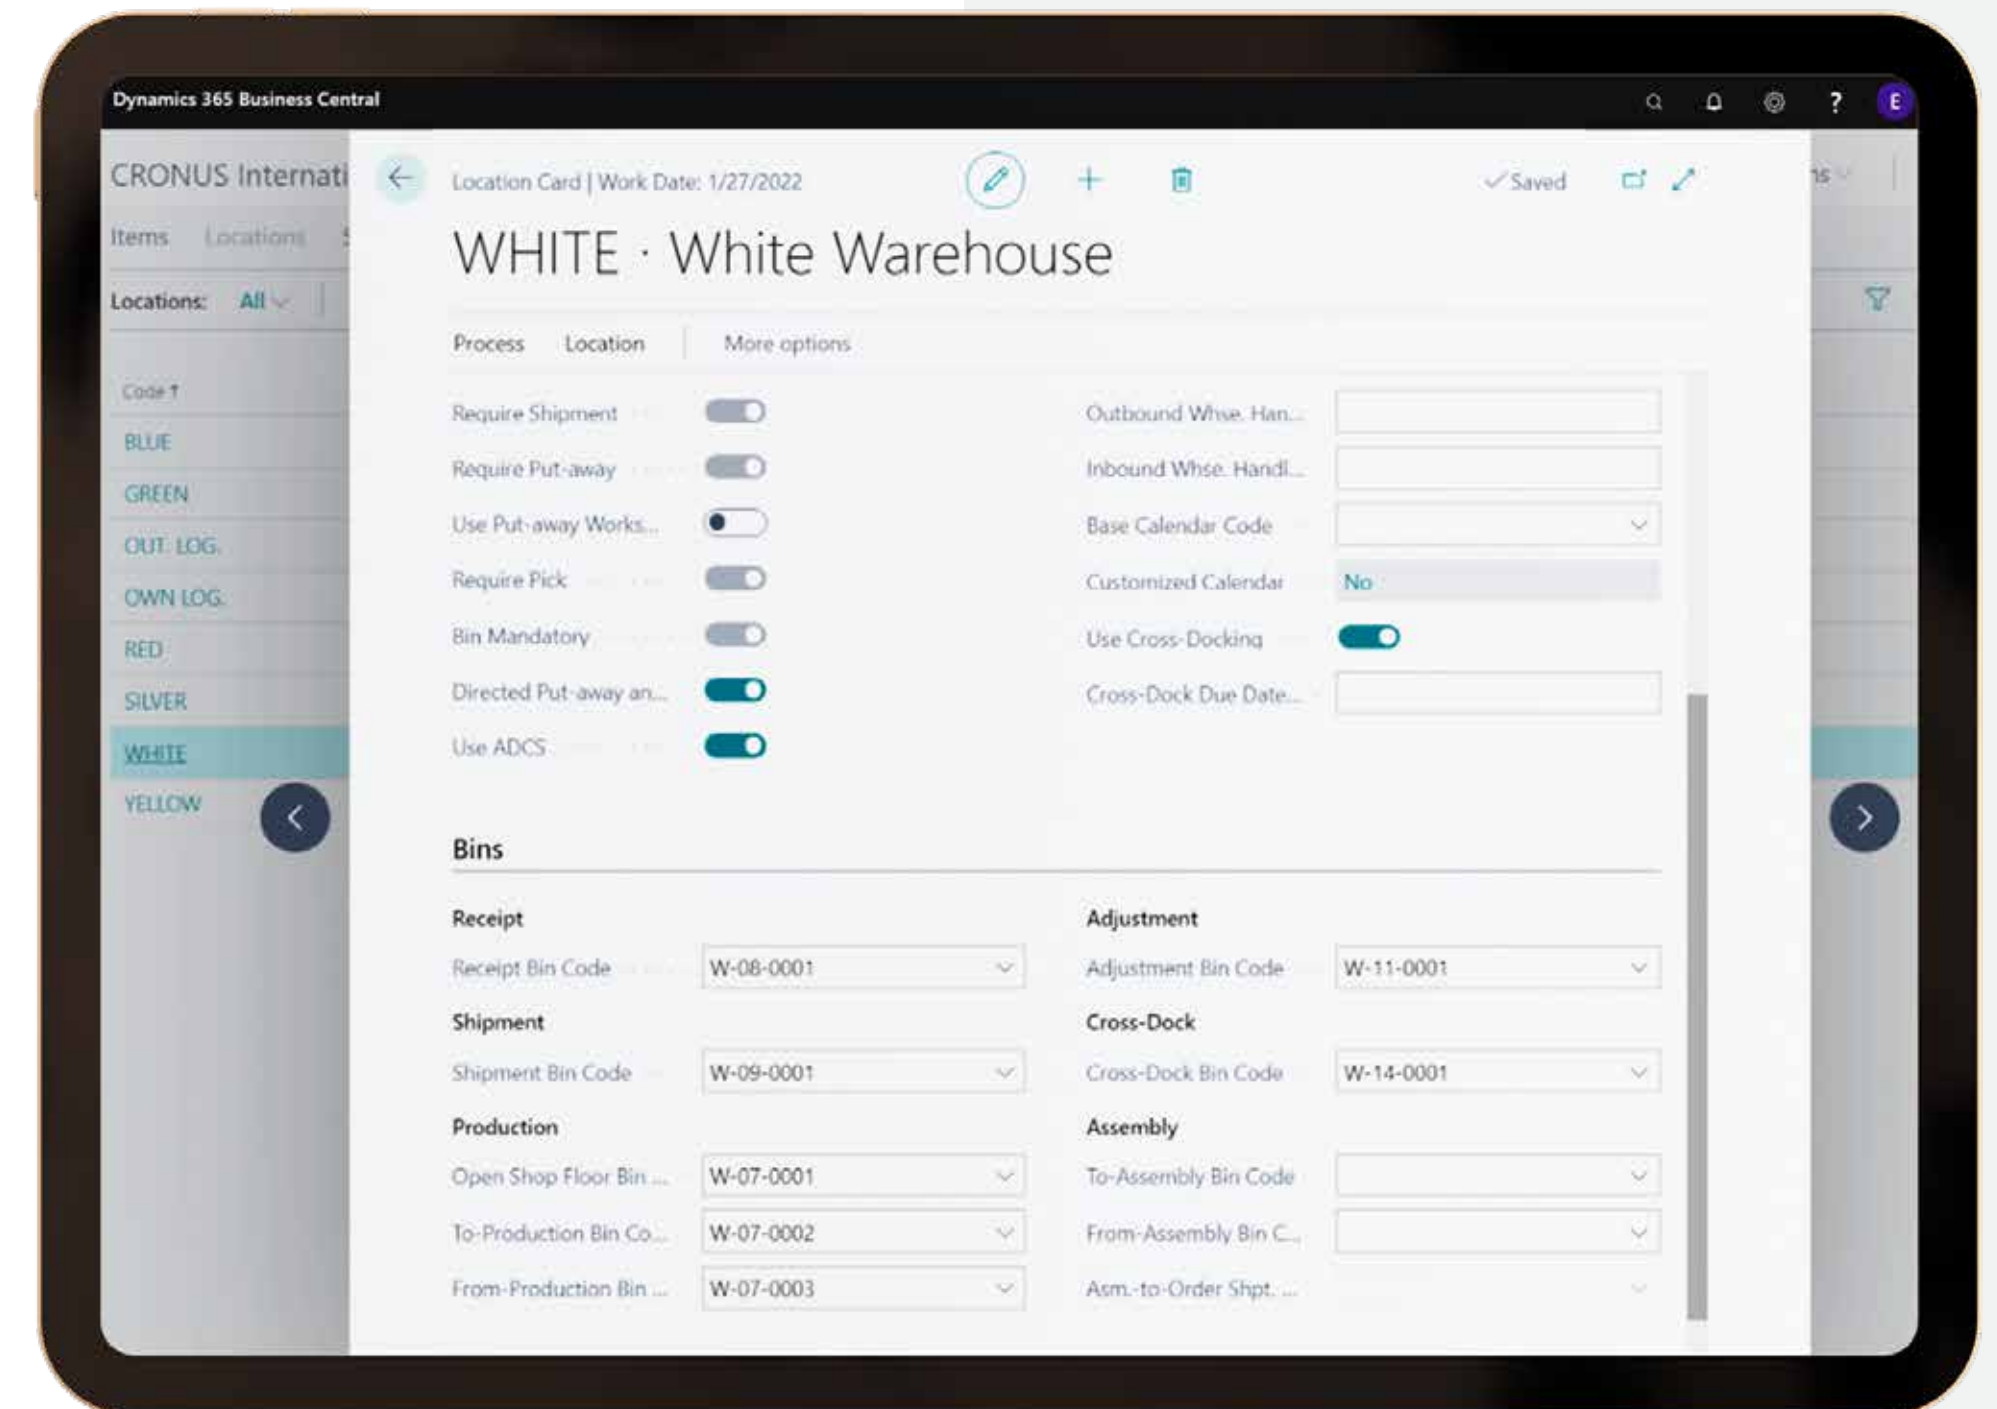 Dynamics 365 Business Central
? E
CRONUS Internati
Items Locations S
Locations: All
Code ↑
BLUE
GREEN
OUT. LOG.
OWN LOG.
RED
SILVER
WHITE
YELLOW
Location Card | Work Date: 1/27/2022
Saved
ns
WHITE · White Warehouse
Process Location More options
Require Shipment
Require Put-away
Use Put-away Works...
Require Pick
Bin Mandatory
Directed Put-away an...
Use ADCS
Outbound Whse. Han...
Inbound Whse. Handl...
Base Calendar Code
Customized Calendar No
Use Cross-Docking
Cross-Dock Due Date...
Bins
Receipt
Receipt Bin Code W-08-0001
Shipment
Shipment Bin Code W-09-0001
Production
Open Shop Floor Bin ... W-07-0001
To-Production Bin Co... W-07-0002
From-Production Bin ... W-07-0003
Adjustment
Adjustment Bin Code W-11-0001
Cross-Dock
Cross-Dock Bin Code W-14-0001
Assembly
To-Assembly Bin Code
From-Assembly Bin C...
Asm.-to-Order Shpt. ...